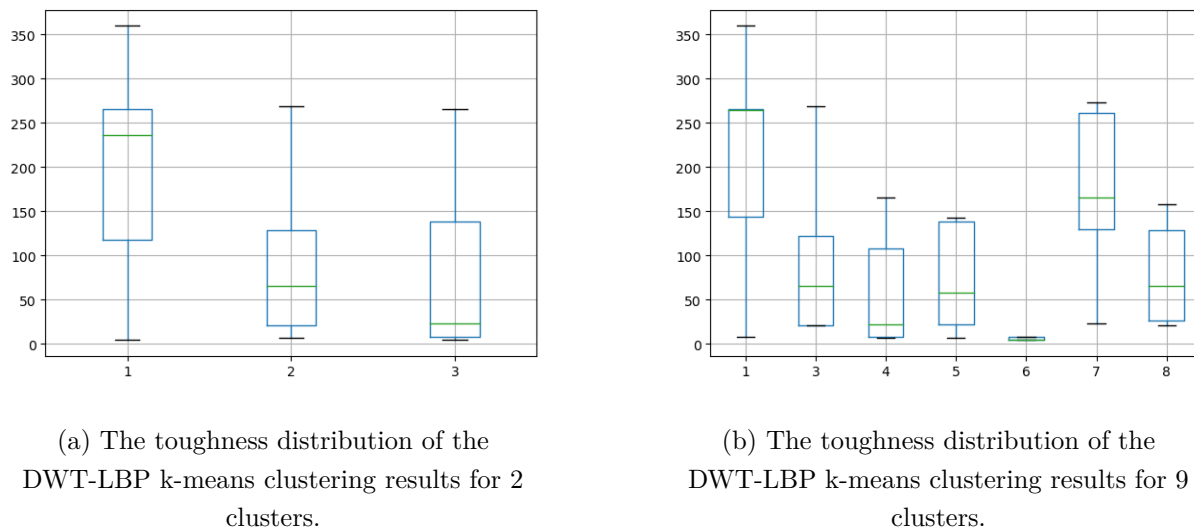 350
300
250
200
150
100
50
0
1 2 3
350
300
250
200
150
100
50
0
1 3 4 5 6 7 8
(a) The toughness distribution of the
DWT-LBP k-means clustering results for 2
clusters.
(b) The toughness distribution of the
DWT-LBP k-means clustering results for 9
clusters.